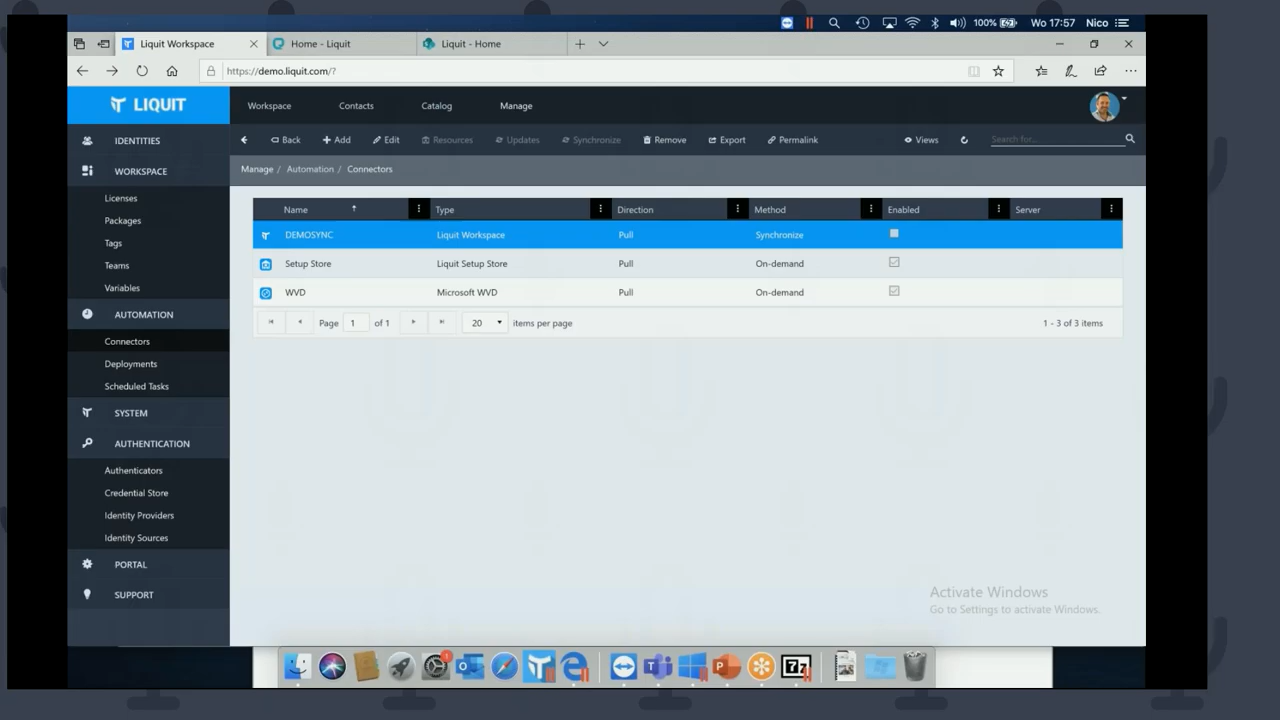 100% Wo 17:57 Nico
Liquit Workspace Home - Liquit Liquit - Home
https://demo.liquit.com/?
LIQUIT Workspace Contacts Catalog Manage
Back Add Edit Resources Updates Synchronize Remove Export Permalink Views Search for...
Manage / Automation / Connectors
IDENTITIES
WORKSPACE
Licenses
Packages
Tags
Teams
Variables
AUTOMATION
Connectors
Deployments
Scheduled Tasks
SYSTEM
AUTHENTICATION
Authenticators
Credential Store
Identity Providers
Identity Sources
PORTAL
SUPPORT
Name Type Direction Method Enabled Server
DEMOSYNC Liquit Workspace Pull Synchronize
Setup Store Liquit Setup Store Pull On-demand
WVD Microsoft WVD Pull On-demand
Page 1 of 1 20 items per page 1 - 3 of 3 items
Activate Windows
Go to Settings to activate Windows.